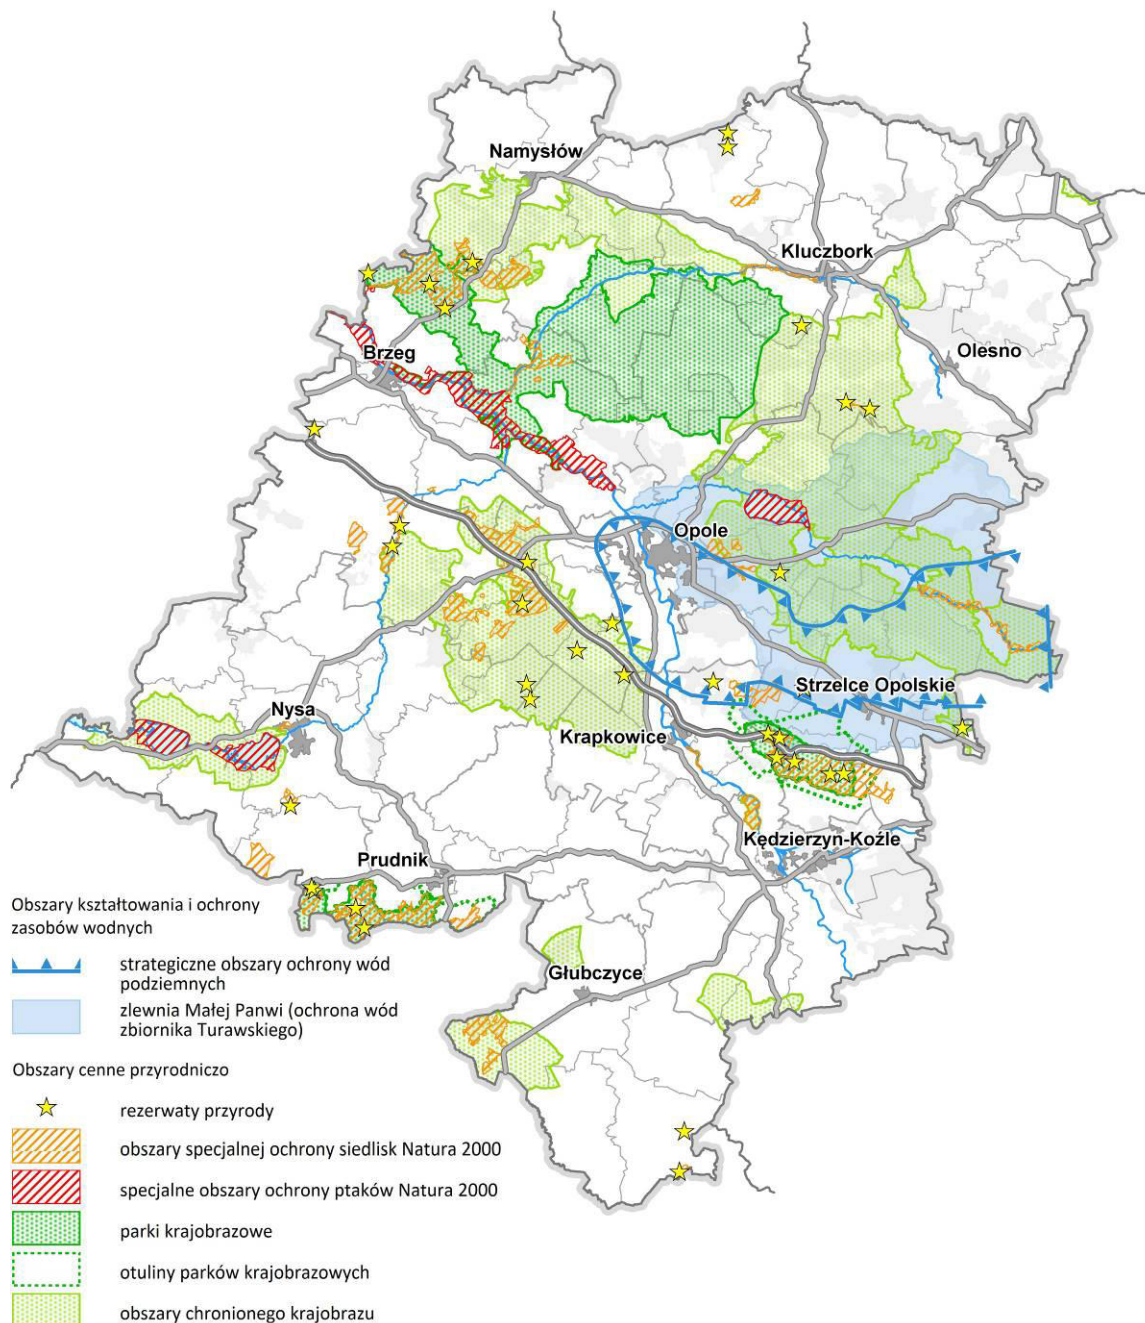 Namysłów
Kluczbork
Olesno
Brzeg
Opole
Strzelce Opolskie
Nysa
Krapkowice
Kędzierzyn-Koźle
Prudnik
Głubczyce
Obszary kształtowania i ochrony
zasobów wodnych
strategiczne obszary ochrony wód
podziemnych
zlewnia Małej Panwi (ochrona wód
zbiornika Turawskiego)
Obszary cenne przyrodniczo
rezerwaty przyrody
obszary specjalnej ochrony siedlisk Natura 2000
specjalne obszary ochrony ptaków Natura 2000
parki krajobrazowe
otuliny parków krajobrazowych
obszary chronionego krajobrazu